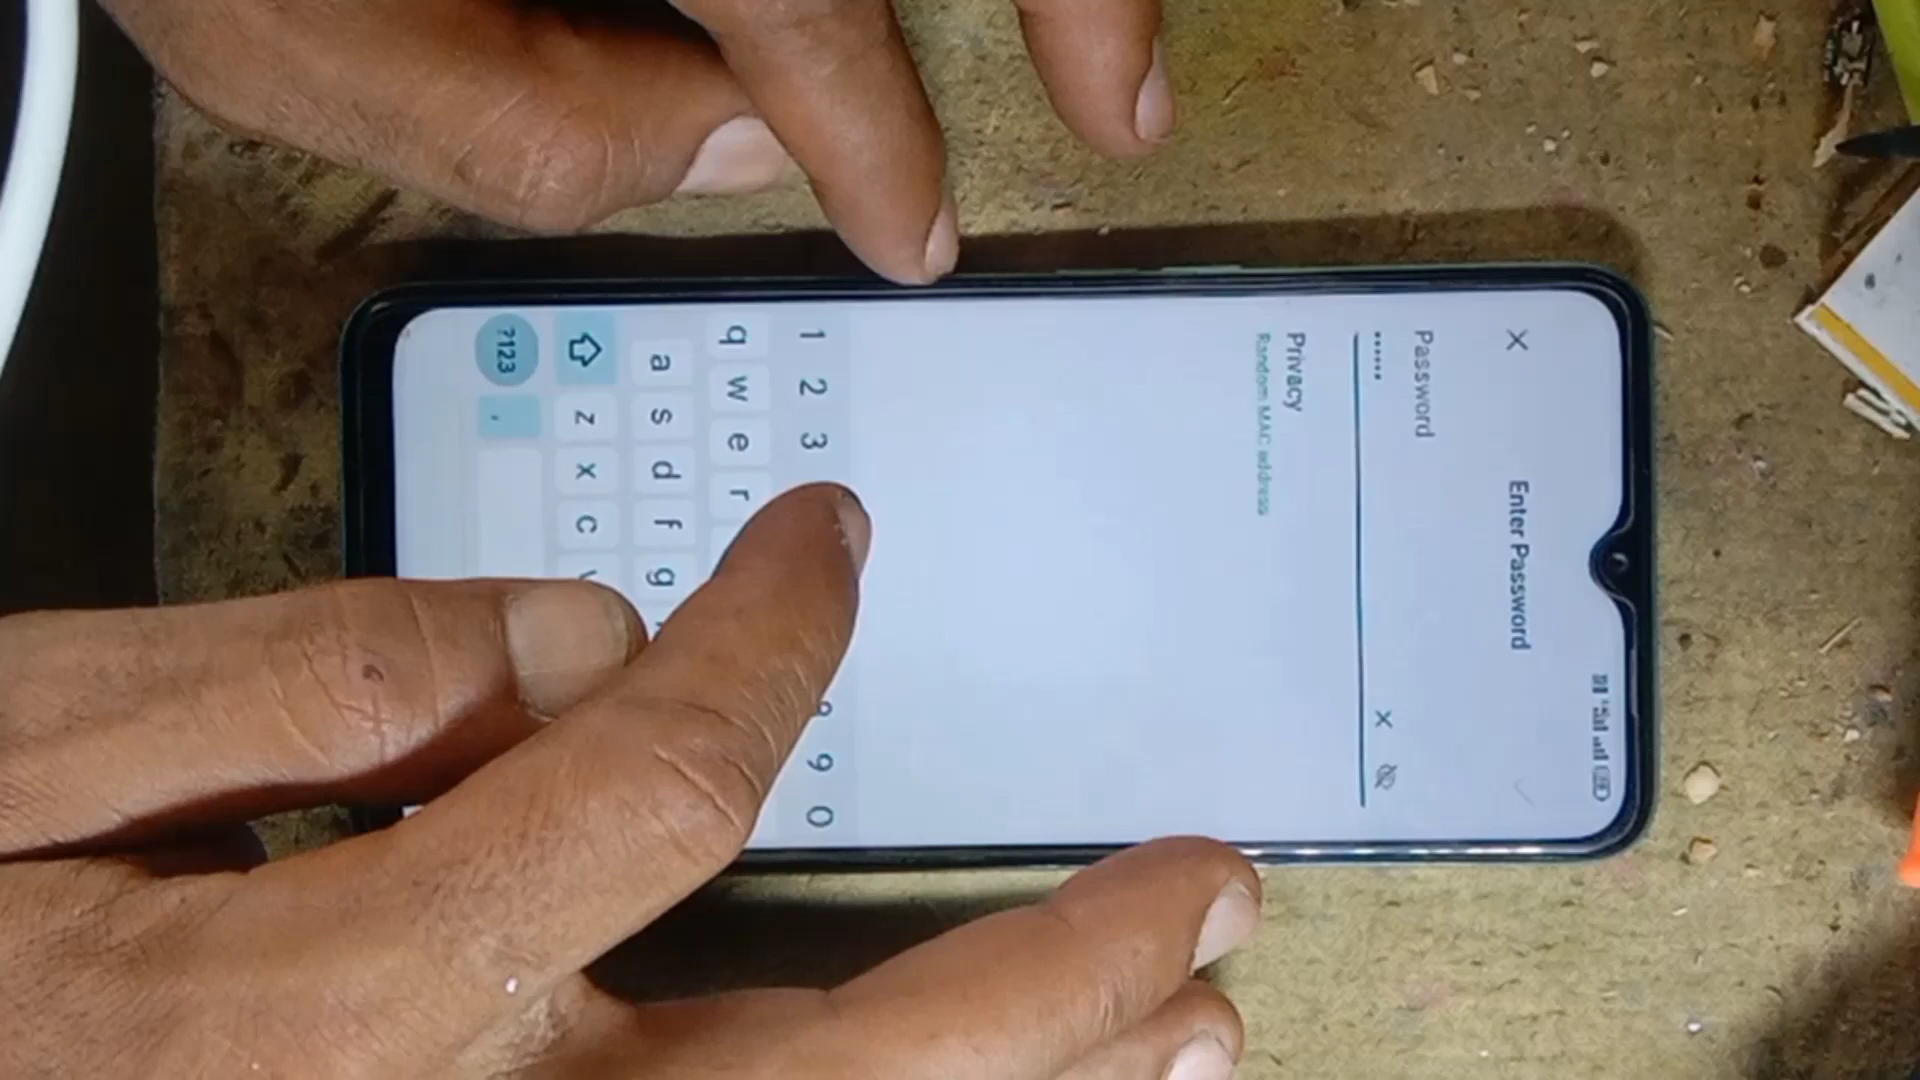 Enter Password
Password
••••••
Privacy
Random MAC address
1 2 3 9 0
q w e r
a s d f g
z x c
?123 ,